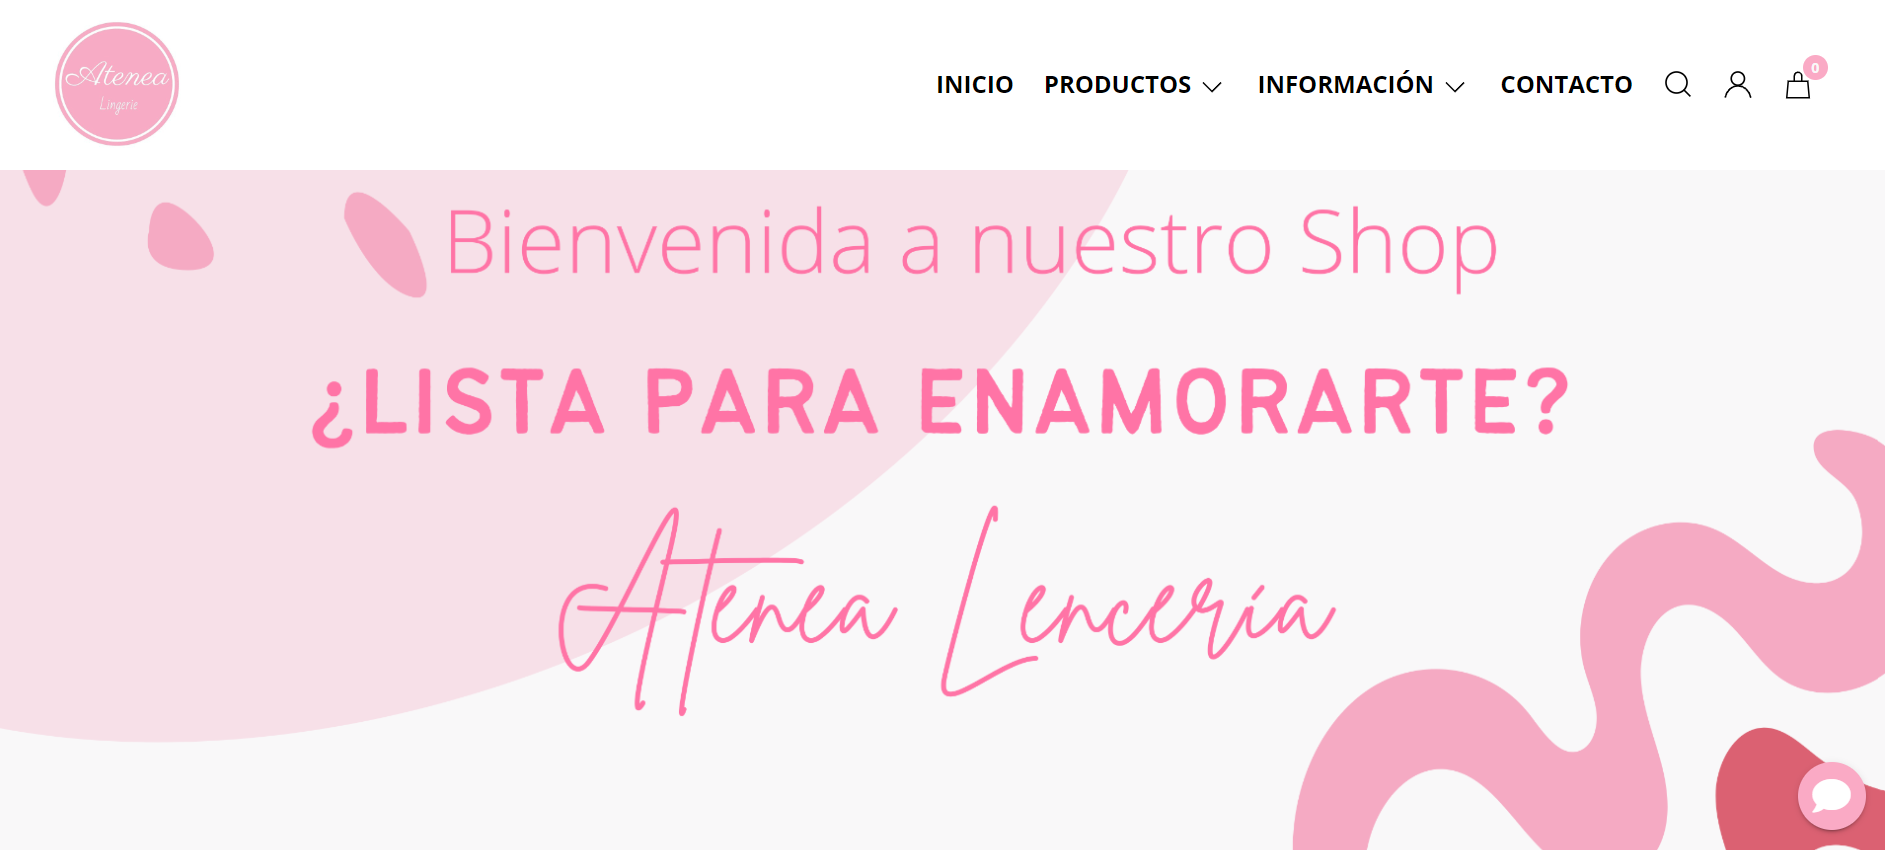 Atenea
Lingerie
INICIO PRODUCTOS INFORMACIÓN CONTACTO 0
Bienvenida a nuestro Shop
¿LISTA PARA ENAMORARTE?
Atenea Lencería